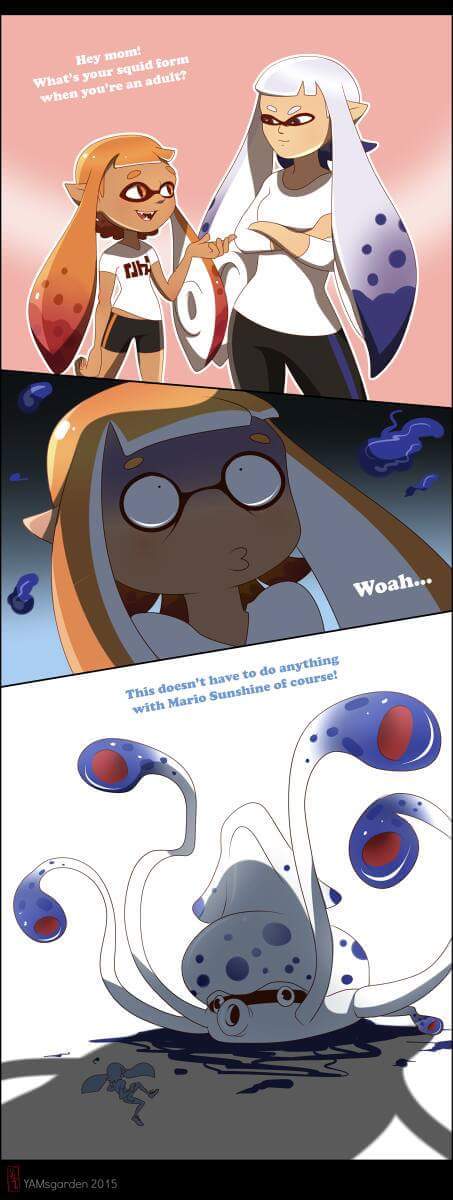 Hey mom!
What's your squid form
when you're an adult?
Woah...
This doesn't have to do anything
with Mario Sunshine of course!
YAMsgarden 2015